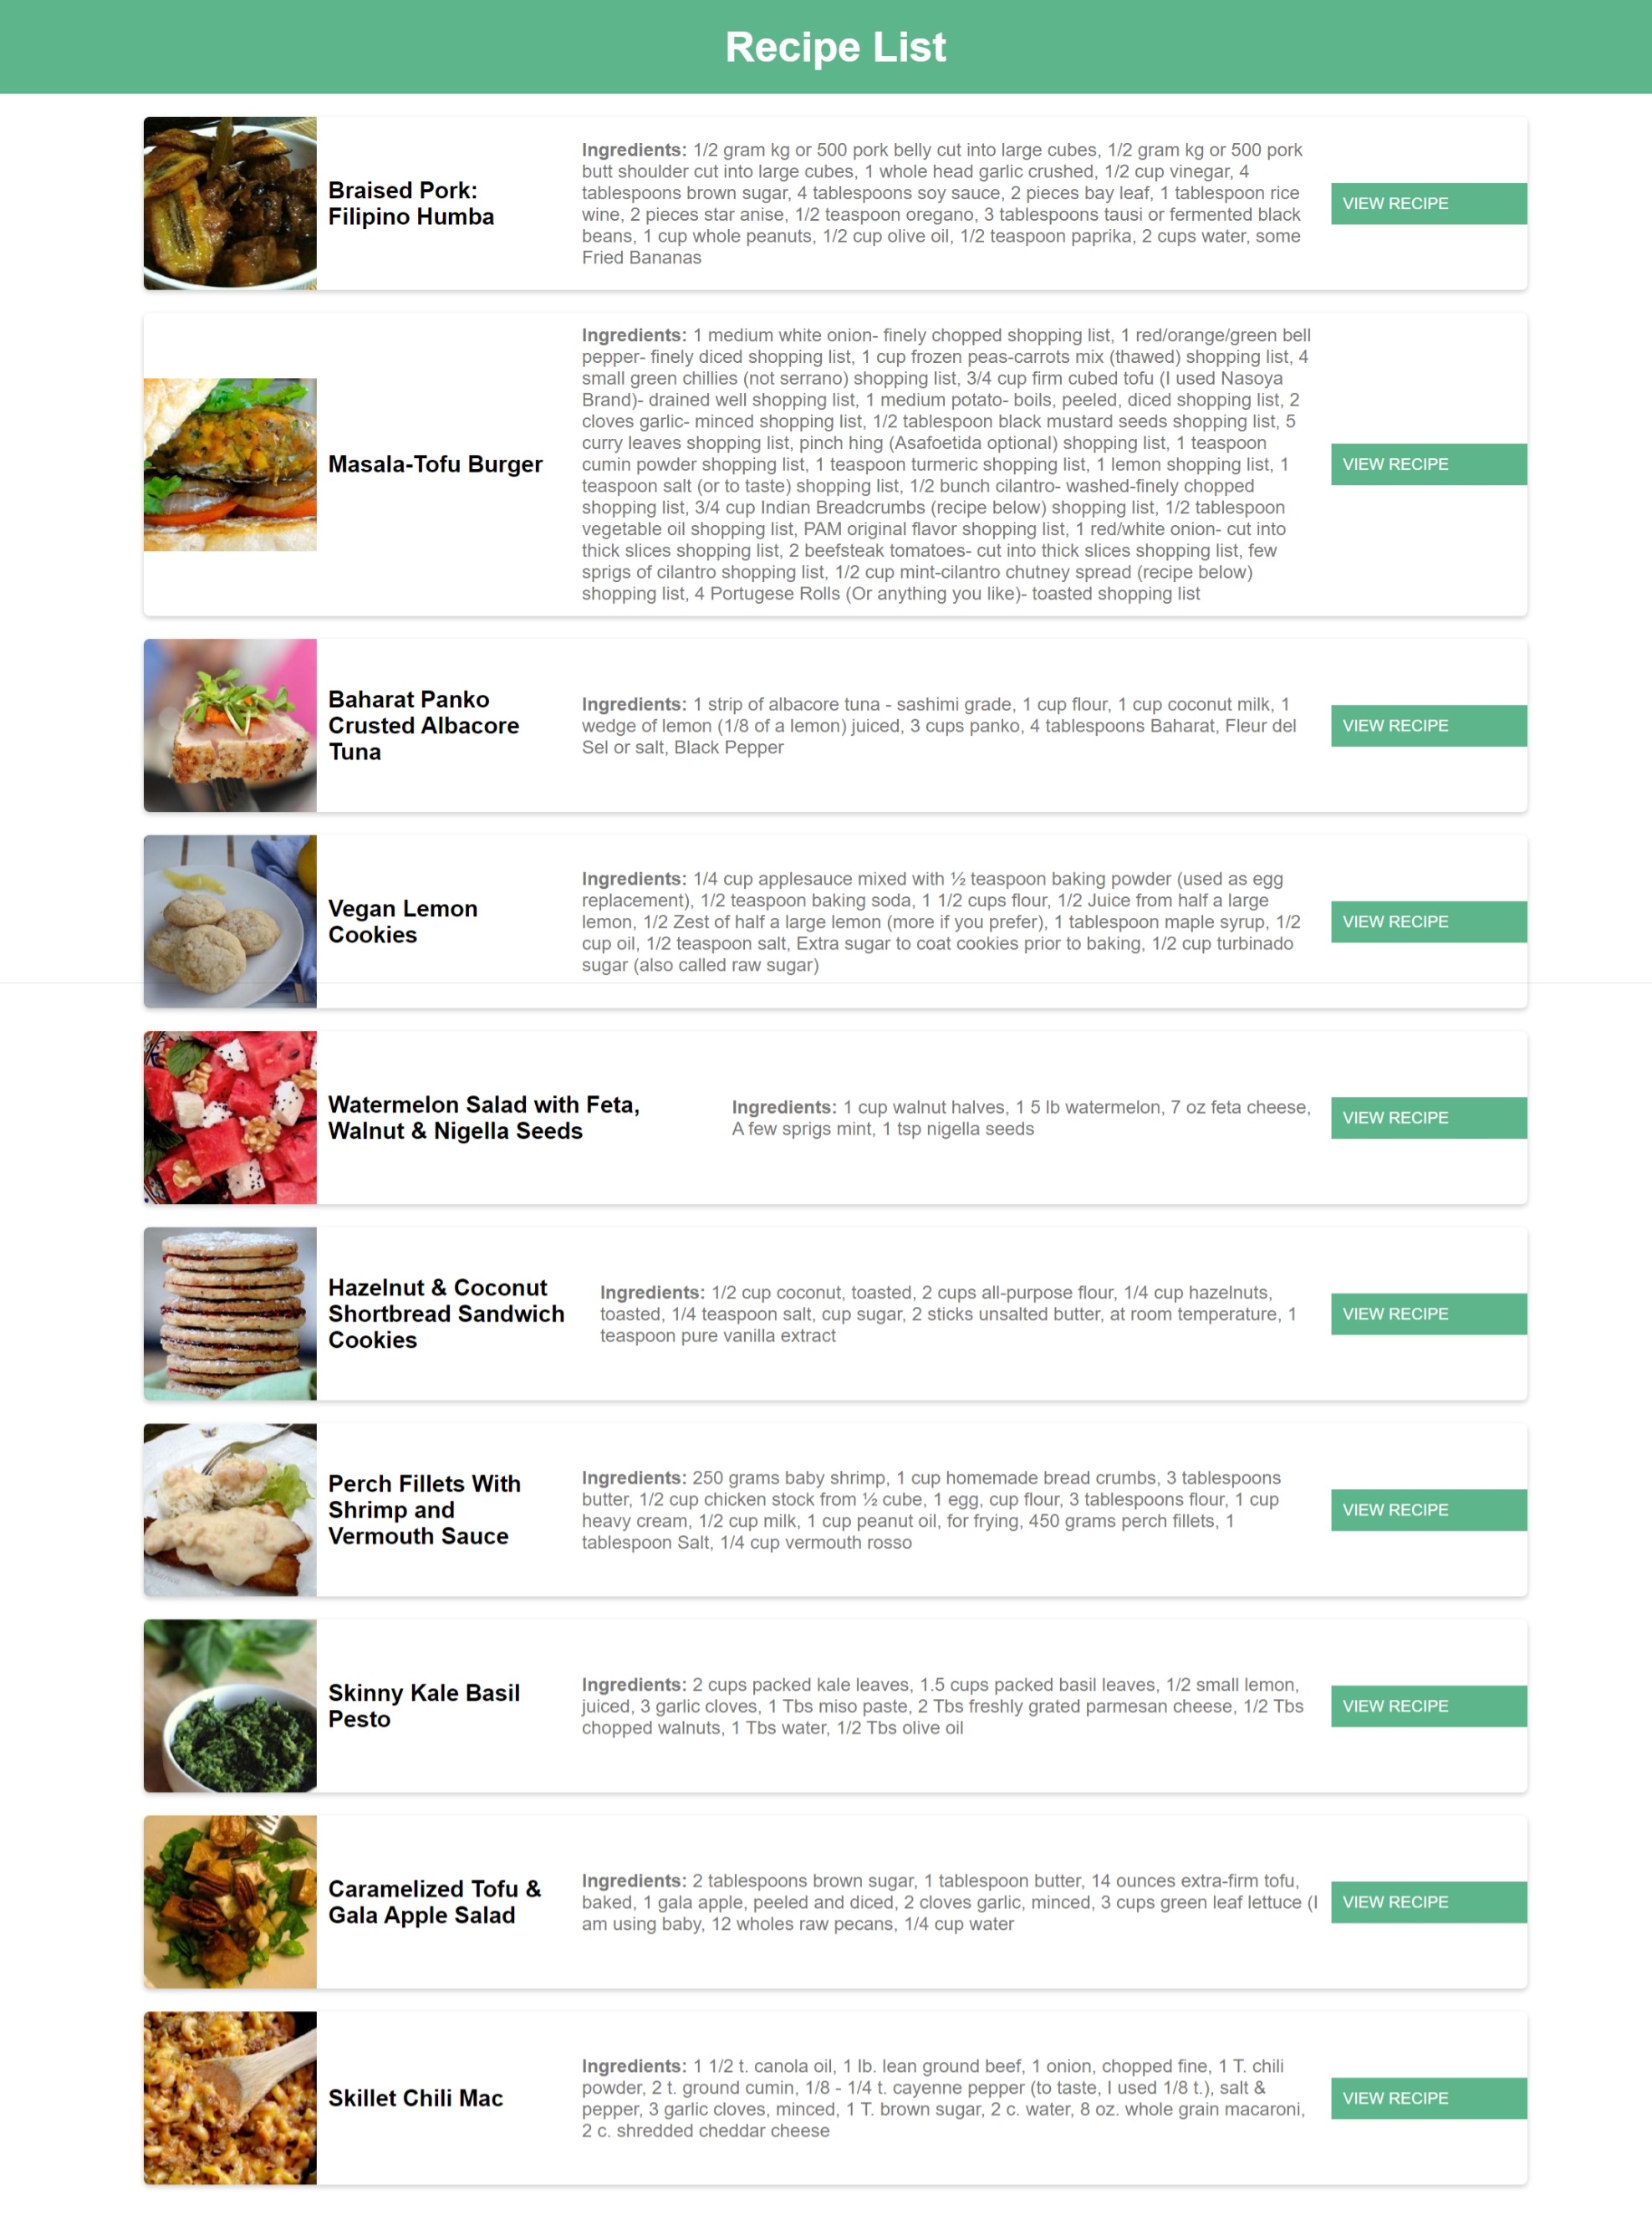 Recipe List
Braised Pork:
Filipino Humba
Ingredients: 1/2 gram kg or 500 pork belly cut into large cubes, 1/2 gram kg or 500 pork
butt shoulder cut into large cubes, 1 whole head garlic crushed, 1/2 cup vinegar, 4
tablespoons brown sugar, 4 tablespoons soy sauce, 2 pieces bay leaf, 1 tablespoon rice
wine, 2 pieces star anise, 1/2 teaspoon oregano, 3 tablespoons tausi or fermented black
beans, 1 cup whole peanuts, 1/2 cup olive oil, 1/2 teaspoon paprika, 2 cups water, some
Fried Bananas
VIEW RECIPE
Masala-Tofu Burger
Ingredients: 1 medium white onion- finely chopped shopping list, 1 red/orange/green bell
pepper- finely diced shopping list, 1 cup frozen peas-carrots mix (thawed) shopping list, 4
small green chillies (not serrano) shopping list, 3/4 cup firm cubed tofu (I used Nasoya
Brand)- drained well shopping list, 1 medium potato- boils, peeled, diced shopping list, 2
cloves garlic- minced shopping list, 1/2 tablespoon black mustard seeds shopping list, 5
curry leaves shopping list, pinch hing (Asafoetida optional) shopping list, 1 teaspoon
cumin powder shopping list, 1 teaspoon turmeric shopping list, 1 lemon shopping list, 1
teaspoon salt (or to taste) shopping list, 1/2 bunch cilantro- washed-finely chopped
shopping list, 3/4 cup Indian Breadcrumbs (recipe below) shopping list, 1/2 tablespoon
vegetable oil shopping list, PAM original flavor shopping list, 1 red/white onion- cut into
thick slices shopping list, 2 beefsteak tomatoes- cut into thick slices shopping list, few
sprigs of cilantro shopping list, 1/2 cup mint-cilantro chutney spread (recipe below)
shopping list, 4 Portugese Rolls (Or anything you like)- toasted shopping list
VIEW RECIPE
Baharat Panko
Crusted Albacore
Tuna
Ingredients: 1 strip of albacore tuna - sashimi grade, 1 cup flour, 1 cup coconut milk, 1
wedge of lemon (1/8 of a lemon) juiced, 3 cups panko, 4 tablespoons Baharat, Fleur del
Sel or salt, Black Pepper
VIEW RECIPE
Vegan Lemon
Cookies
Ingredients: 1/4 cup applesauce mixed with ½ teaspoon baking powder (used as egg
replacement), 1/2 teaspoon baking soda, 1 1/2 cups flour, 1/2 Juice from half a large
lemon, 1/2 Zest of half a large lemon (more if you prefer), 1 tablespoon maple syrup, 1/2
cup oil, 1/2 teaspoon salt, Extra sugar to coat cookies prior to baking, 1/2 cup turbinado
sugar (also called raw sugar)
VIEW RECIPE
Watermelon Salad with Feta,
Walnut & Nigella Seeds
Ingredients: 1 cup walnut halves, 1 5 lb watermelon, 7 oz feta cheese,
A few sprigs mint, 1 tsp nigella seeds
VIEW RECIPE
Hazelnut & Coconut
Shortbread Sandwich
Cookies
Ingredients: 1/2 cup coconut, toasted, 2 cups all-purpose flour, 1/4 cup hazelnuts,
toasted, 1/4 teaspoon salt, cup sugar, 2 sticks unsalted butter, at room temperature, 1
teaspoon pure vanilla extract
VIEW RECIPE
Perch Fillets With
Shrimp and
Vermouth Sauce
Ingredients: 250 grams baby shrimp, 1 cup homemade bread crumbs, 3 tablespoons
butter, 1/2 cup chicken stock from ½ cube, 1 egg, cup flour, 3 tablespoons flour, 1 cup
heavy cream, 1/2 cup milk, 1 cup peanut oil, for frying, 450 grams perch fillets, 1
tablespoon Salt, 1/4 cup vermouth rosso
VIEW RECIPE
Skinny Kale Basil
Pesto
Ingredients: 2 cups packed kale leaves, 1.5 cups packed basil leaves, 1/2 small lemon,
juiced, 3 garlic cloves, 1 Tbs miso paste, 2 Tbs freshly grated parmesan cheese, 1/2 Tbs
chopped walnuts, 1 Tbs water, 1/2 Tbs olive oil
VIEW RECIPE
Caramelized Tofu &
Gala Apple Salad
Ingredients: 2 tablespoons brown sugar, 1 tablespoon butter, 14 ounces extra-firm tofu,
baked, 1 gala apple, peeled and diced, 2 cloves garlic, minced, 3 cups green leaf lettuce (I
am using baby, 12 wholes raw pecans, 1/4 cup water
VIEW RECIPE
Skillet Chili Mac
Ingredients: 1 1/2 t. canola oil, 1 lb. lean ground beef, 1 onion, chopped fine, 1 T. chili
powder, 2 t. ground cumin, 1/8 - 1/4 t. cayenne pepper (to taste, I used 1/8 t.), salt &
pepper, 3 garlic cloves, minced, 1 T. brown sugar, 2 c. water, 8 oz. whole grain macaroni,
2 c. shredded cheddar cheese
VIEW RECIPE